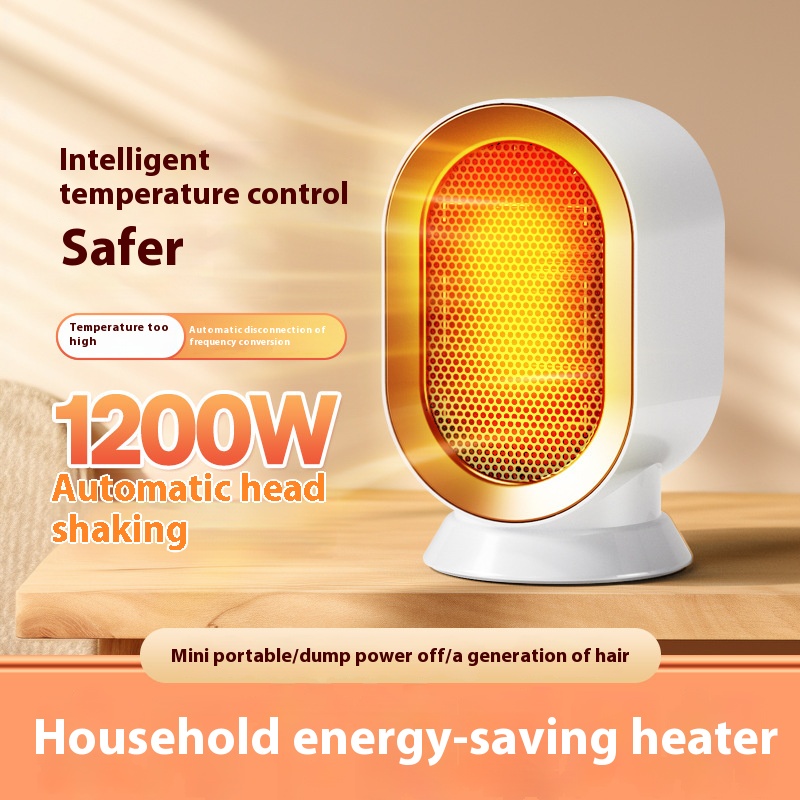 Intelligent
temperature control
Safer
Temperature too
high
Automatic disconnection of
frequency conversion
1200W
Automatic head
shaking
Mini portable/dump power off/a generation of hair
Household energy-saving heater